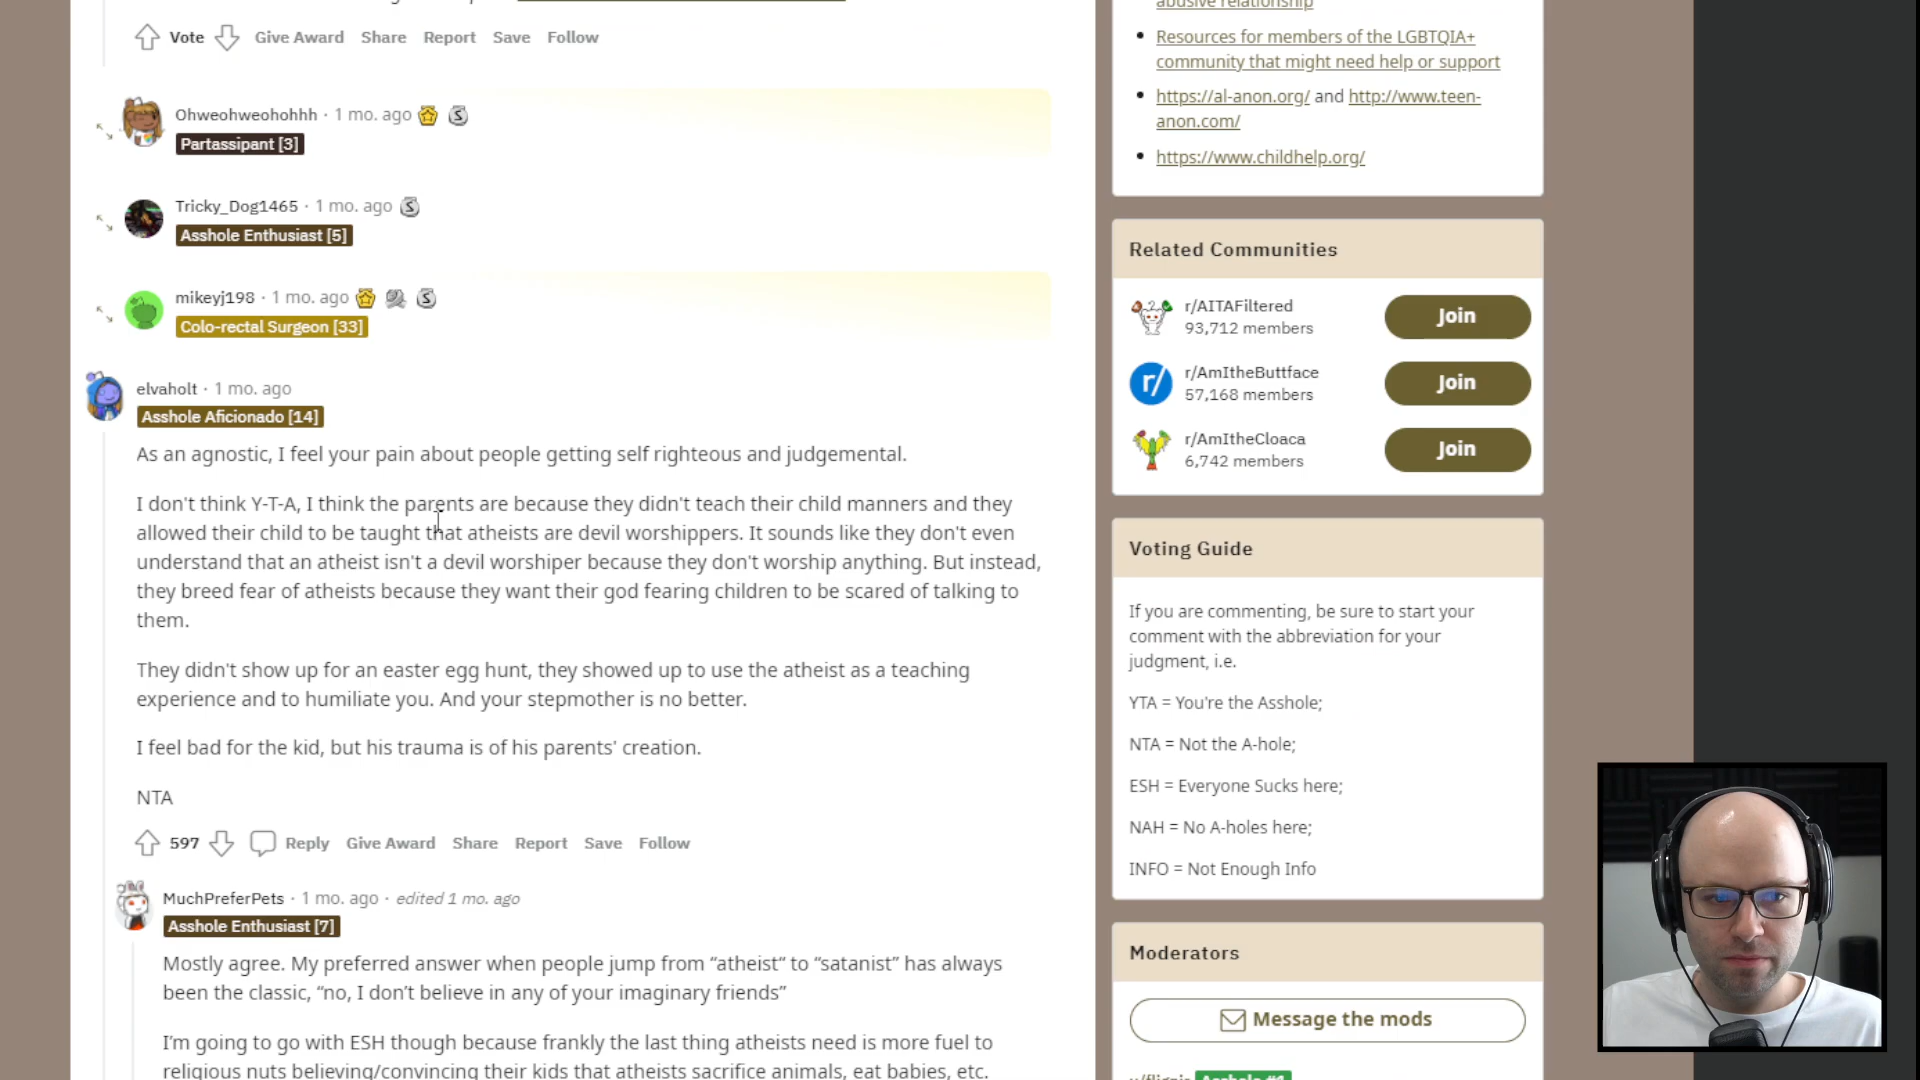 Vote Give Award Share Report Save Follow
Ohweohweohohhh · 1 mo. ago
Partassipant [3]
Tricky_Dog1465 · 1 mo. ago
Asshole Enthusiast [5]
mikeyj198 · 1 mo. ago
Colo-rectal Surgeon [33]
elvaholt · 1 mo. ago
Asshole Aficionado [14]
As an agnostic, I feel your pain about people getting self righteous and judgemental.
I don't think Y-T-A, I think the parents are because they didn't teach their child manners and they
allowed their child to be taught that atheists are devil worshippers. It sounds like they don't even
understand that an atheist isn't a devil worshiper because they don't worship anything. But instead,
they breed fear of atheists because they want their god fearing children to be scared of talking to
them.
They didn't show up for an easter egg hunt, they showed up to use the atheist as a teaching
experience and to humiliate you. And your stepmother is no better.
I feel bad for the kid, but his trauma is of his parents' creation.
NTA
597 Reply Give Award Share Report Save Follow
MuchPreferPets · 1 mo. ago · edited 1 mo. ago
Asshole Enthusiast [7]
Mostly agree. My preferred answer when people jump from “atheist“ to “satanist” has always
been the classic, “no, I don’t believe in any of your imaginary friends”
I’m going to go with ESH though because frankly the last thing atheists need is more fuel to
religious nuts believing/convincing their kids that atheists sacrifice animals, eat babies, etc.
abusive relationship
Resources for members of the LGBTQIA+
community that might need help or support
https://al-anon.org/ and http://www.teen-
anon.com/
https://www.childhelp.org/
Related Communities
r/AITAFiltered
93,712 members
Join
r/AmItheButtface
57,168 members
Join
r/AmItheCloaca
6,742 members
Join
Voting Guide
If you are commenting, be sure to start your
comment with the abbreviation for your
judgment, i.e.
YTA = You're the Asshole;
NTA = Not the A-hole;
ESH = Everyone Sucks here;
NAH = No A-holes here;
INFO = Not Enough Info
Moderators
Message the mods